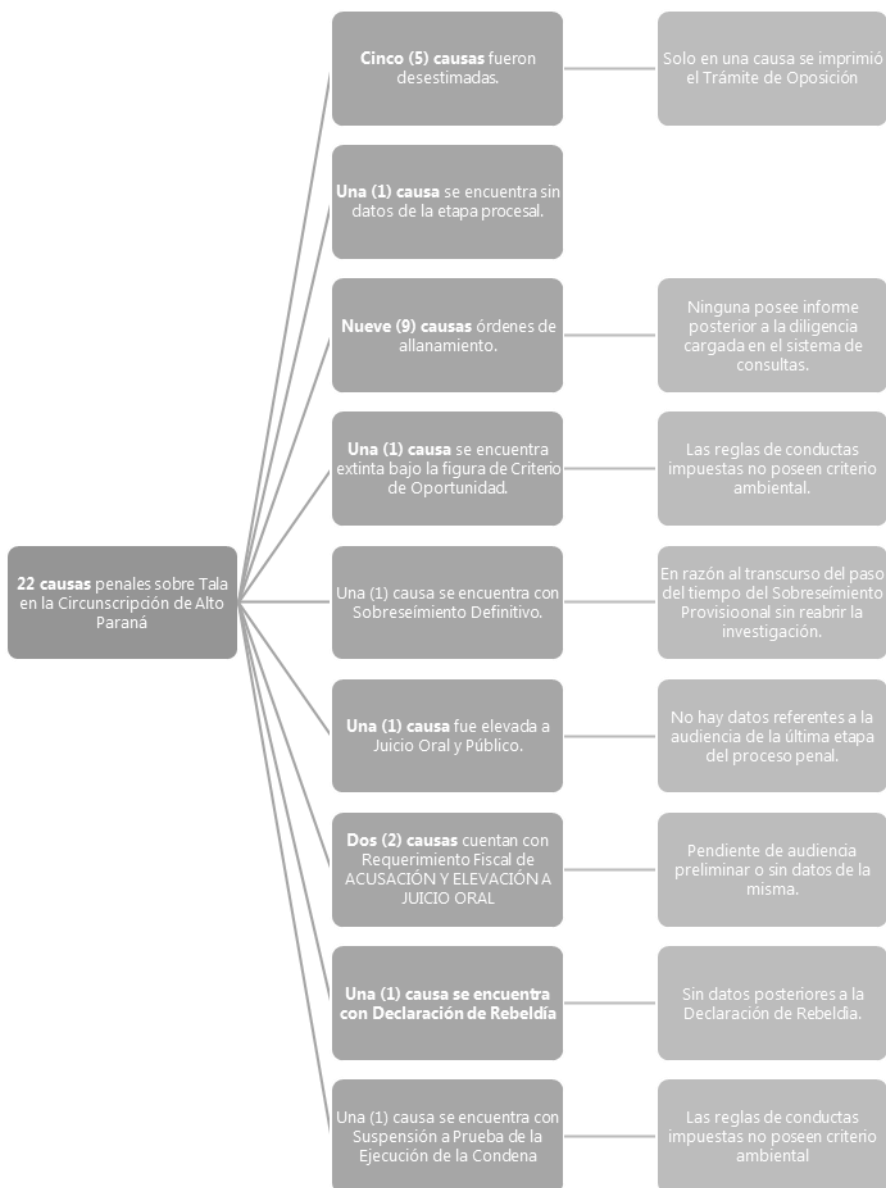 22 causas penales sobre Tala
en la Circunscripción de Alto
Paraná
Cinco (5) causas fueron
desestimadas.
Solo en una causa se imprimió
el Trámite de Oposición
Una (1) causa se encuentra sin
datos de la etapa procesal.
Nueve (9) causas órdenes de
allanamiento.
Ninguna posee informe
posterior a la diligencia
cargada en el sistema de
consultas.
Una (1) causa se encuentra
extinta bajo la figura de Criterio
de Oportunidad.
Las reglas de conductas
impuestas no poseen criterio
ambiental.
Una (1) causa se encuentra con
Sobreseímiento Definitivo.
En razón al transcurso del paso
del tiempo del Sobreseímiento
Provisioonal sin reabrir la
investigación.
Una (1) causa fue elevada a
Juicio Oral y Público.
No hay datos referentes a la
audiencia de la última etapa
del proceso penal.
Dos (2) causas cuentan con
Requerimiento Fiscal de
ACUSACIÓN Y ELEVACIÓN A
JUICIO ORAL
Pendiente de audiencia
preliminar o sin datos de la
misma.
Una (1) causa se encuentra
con Declaración de Rebeldía
Sin datos posteriores a la
Declaración de Rebeldìa.
Una (1) causa se encuentra con
Suspensión a Prueba de la
Ejecución de la Condena
Las reglas de conductas
impuestas no poseen criterio
ambiental